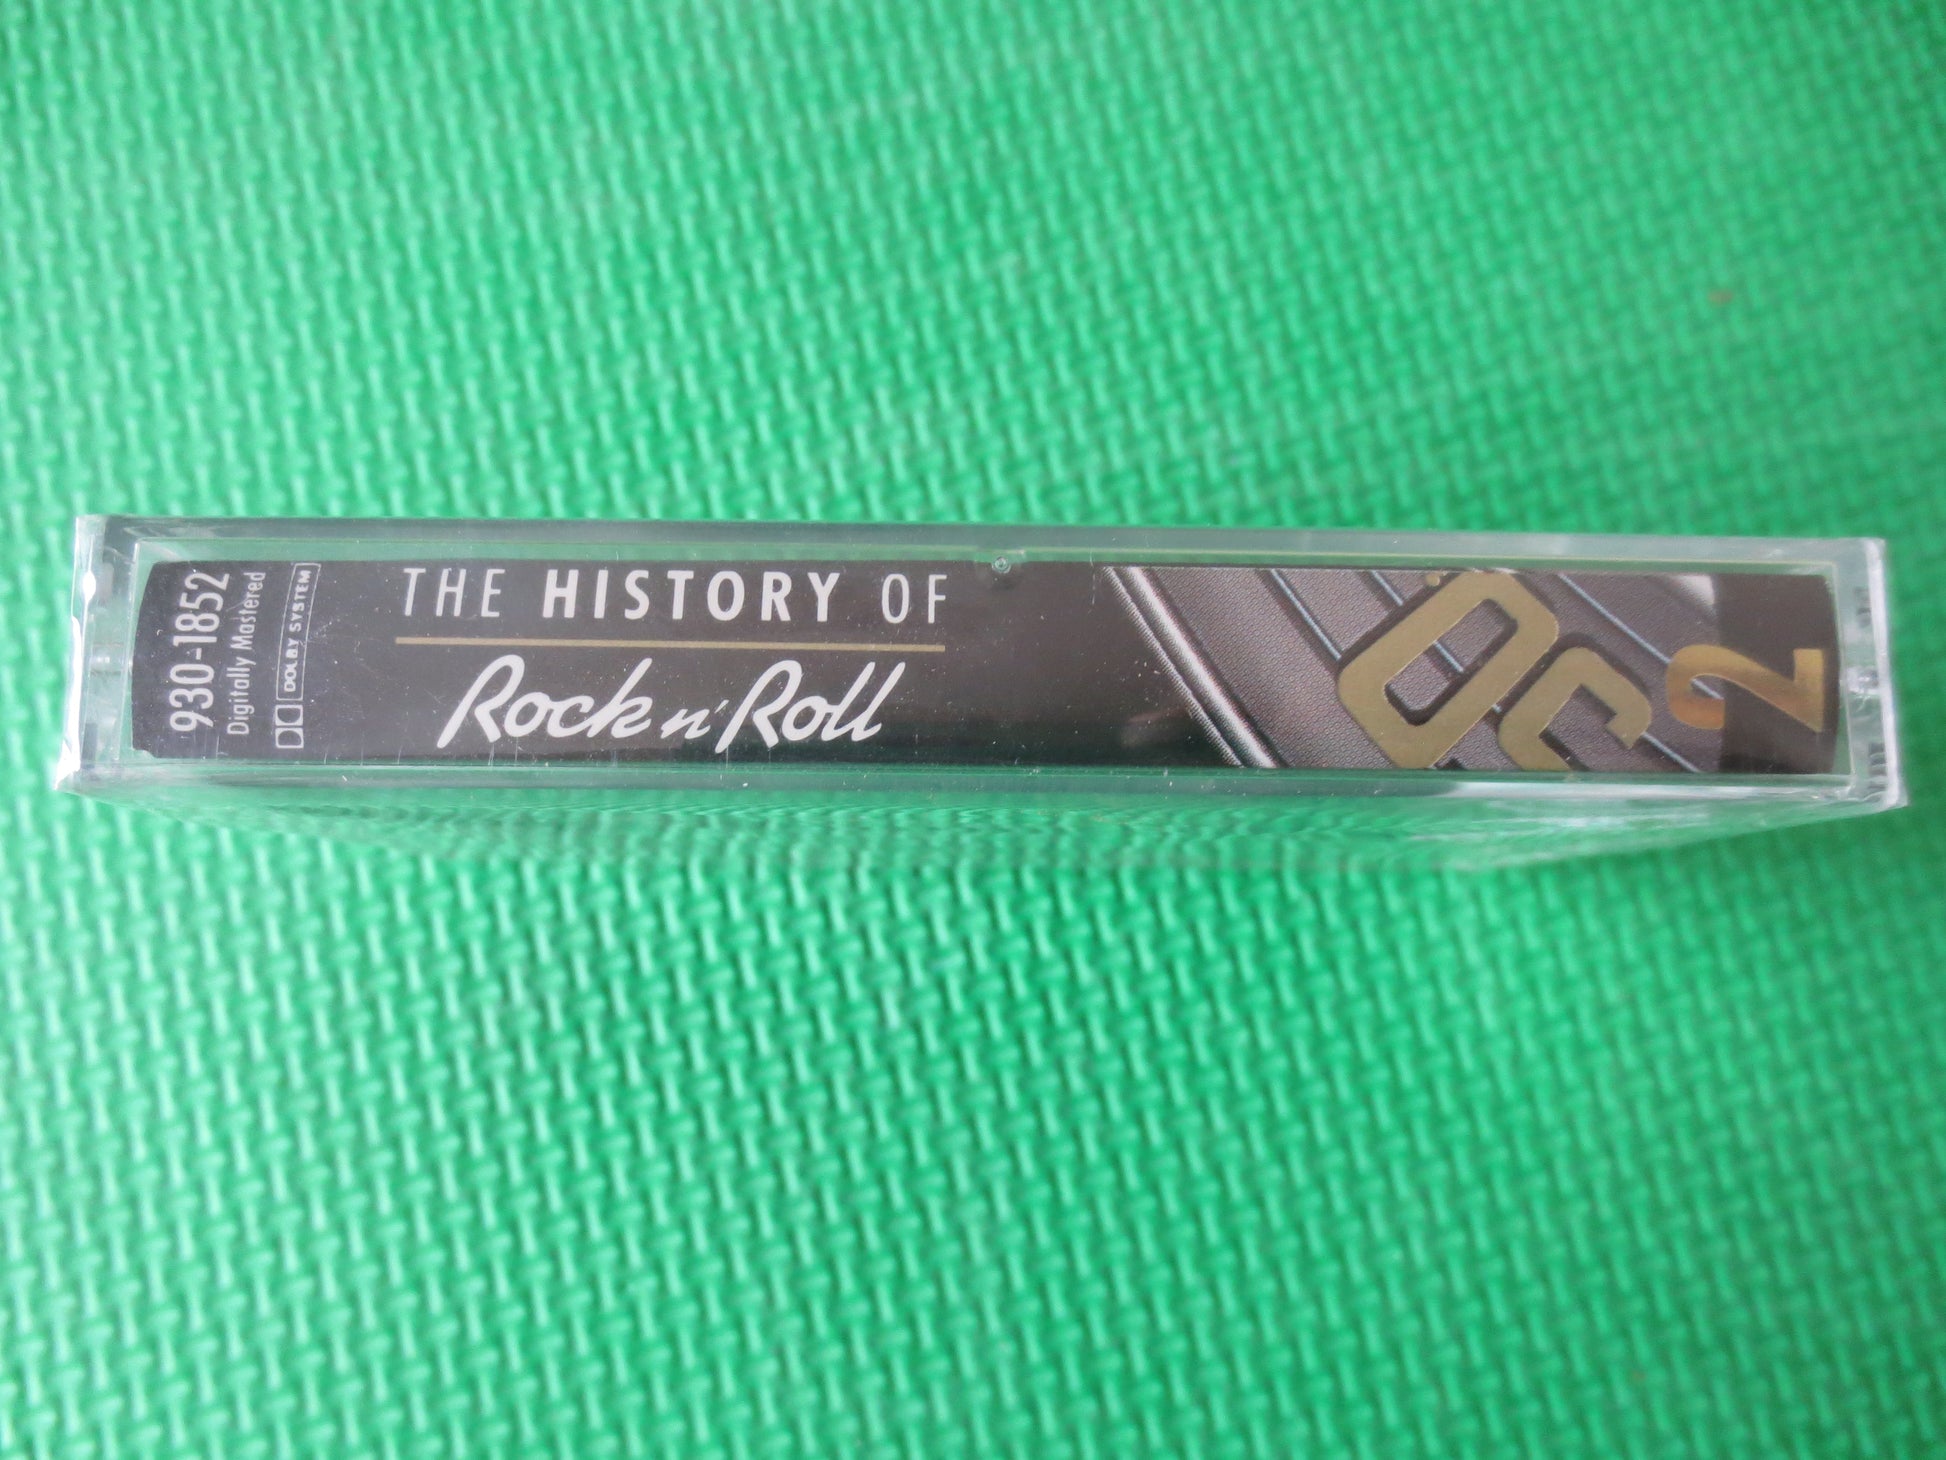 930-1852
Digitally Mastered
DOLBY SYSTEM
THE HISTORY OF
Rock n' Roll
2